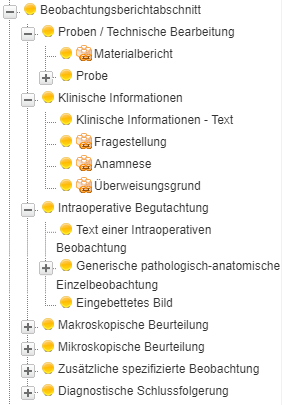 Beobachtungsberichtabschnitt
Proben / Technische Bearbeitung
Materialbericht
Probe
Klinische Informationen
Klinische Informationen - Text
Fragestellung
Anamnese
Überweisungsgrund
Intraoperative Begutachtung
Text einer Intraoperativen
Beobachtung
Generische pathologisch-anatomische
Einzelbeobachtung
Eingebettetes Bild
Makroskopische Beurteilung
Mikroskopische Beurteilung
Zusätzliche spezifizierte Beobachtung
Diagnostische Schlussfolgerung